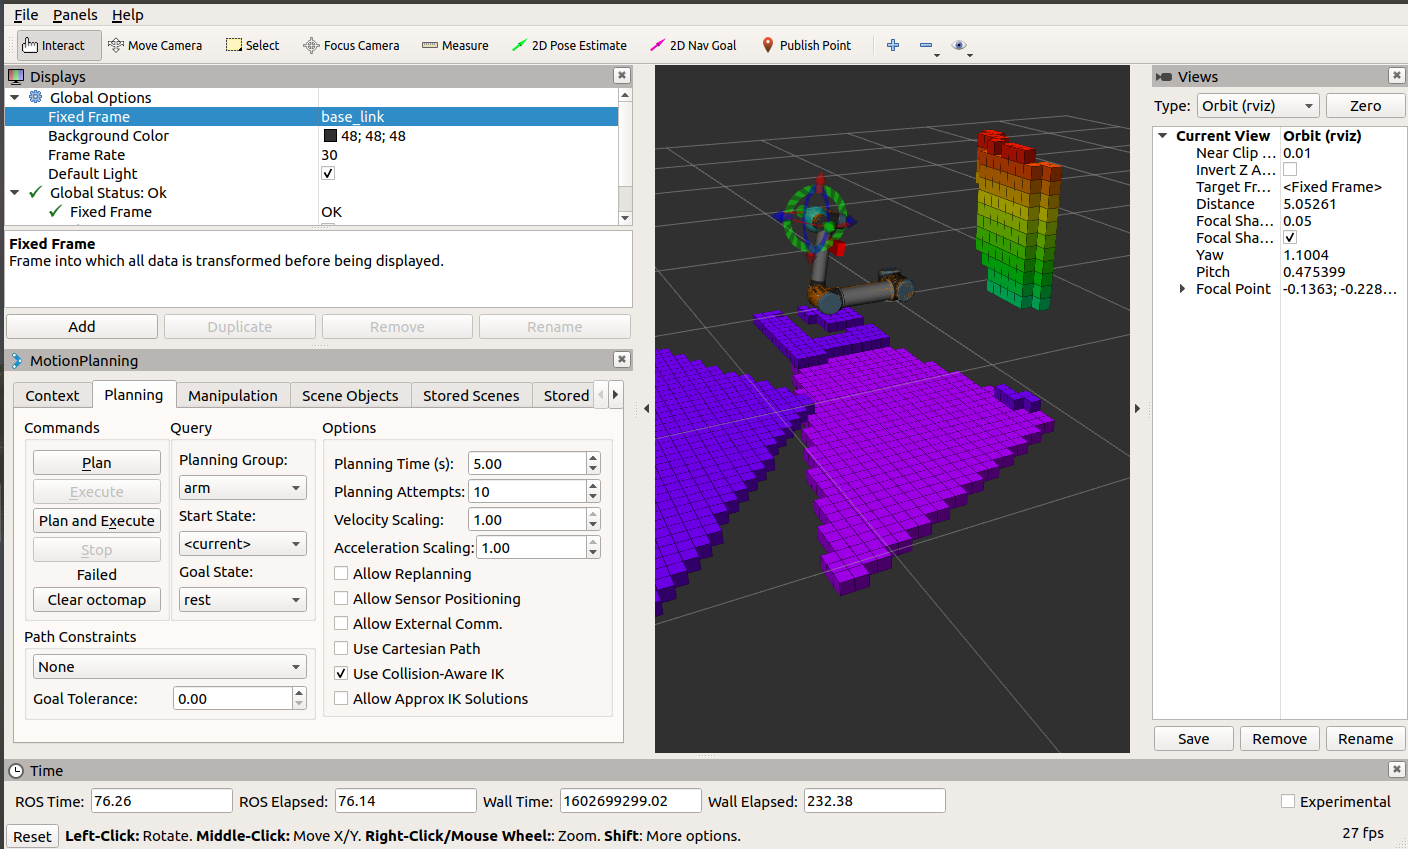 File Panels Help
Interact Move Camera Select Focus Camera Measure 2D Pose Estimate 2D Nav Goal Publish Point
Displays
Global Options
Fixed Frame base_link
Background Color 48; 48; 48
Frame Rate 30
Default Light
Global Status: Ok
Fixed Frame OK
Fixed Frame
Frame into which all data is transformed before being displayed.
Add Duplicate Remove Rename
MotionPlanning
Context Planning Manipulation Scene Objects Stored Scenes Stored
Commands Query Options
Plan
Execute
Plan and Execute
Stop
Failed
Clear octomap
Planning Group:
arm
Start State:
<current>
Goal State:
rest
Path Constraints
None
Goal Tolerance: 0.00
Planning Time (s): 5.00
Planning Attempts: 10
Velocity Scaling: 1.00
Acceleration Scaling: 1.00
Allow Replanning
Allow Sensor Positioning
Allow External Comm.
Use Cartesian Path
Use Collision-Aware IK
Allow Approx IK Solutions
Views
Type: Orbit (rviz) Zero
Current View Orbit (rviz)
Near Clip ... 0.01
Invert Z A...
Target Fr... <Fixed Frame>
Distance 5.05261
Focal Sha... 0.05
Focal Sha...
Yaw 1.1004
Pitch 0.475399
Focal Point -0.1363; -0.228...
Save Remove Rename
Time
ROS Time: 76.26 ROS Elapsed: 76.14 Wall Time: 1602699299.02 Wall Elapsed: 232.38 Experimental
Reset Left-Click: Rotate. Middle-Click: Move X/Y. Right-Click/Mouse Wheel:: Zoom. Shift: More options. 27 fps